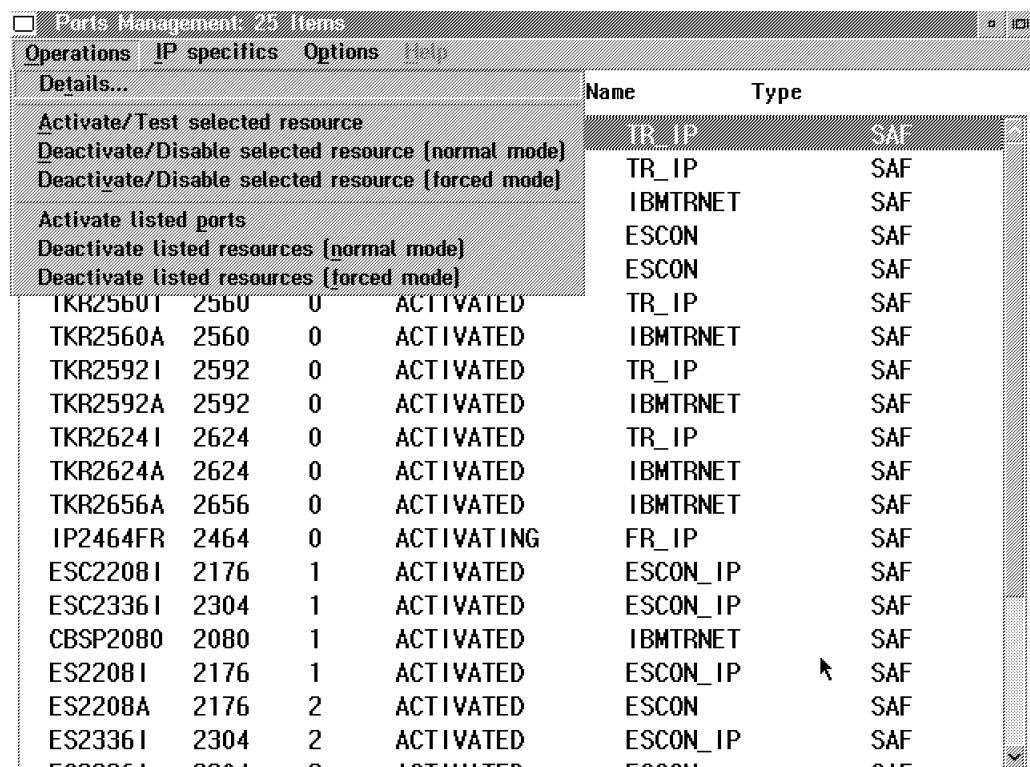 Ports Management: 25 Items
Operations IP specifics Options Help
Details...
Name Type
Activate/Test selected resource
TR_IP SAF
Deactivate/Disable selected resource (normal mode)
TR_IP SAF
Deactivate/Disable selected resource (forced mode)
IBMTRNET SAF
Activate listed ports
ESCON SAF
Deactivate listed resources (normal mode)
ESCON SAF
Deactivate listed resources (forced mode)
TKR2560I 2560 0 ACTIVATED TR_IP SAF
TKR2560A 2560 0 ACTIVATED IBMTRNET SAF
TKR2592I 2592 0 ACTIVATED TR_IP SAF
TKR2592A 2592 0 ACTIVATED IBMTRNET SAF
TKR2624I 2624 0 ACTIVATED TR_IP SAF
TKR2624A 2624 0 ACTIVATED IBMTRNET SAF
TKR2656A 2656 0 ACTIVATED IBMTRNET SAF
IP2464FR 2464 0 ACTIVATING FR_IP SAF
ESC2208I 2176 1 ACTIVATED ESCON_IP SAF
ESC2336I 2304 1 ACTIVATED ESCON_IP SAF
CBSP2080 2080 1 ACTIVATED IBMTRNET SAF
ES2208I 2176 1 ACTIVATED ESCON_IP SAF
ES2208A 2176 2 ACTIVATED ESCON SAF
ES2336I 2304 2 ACTIVATED ESCON_IP SAF